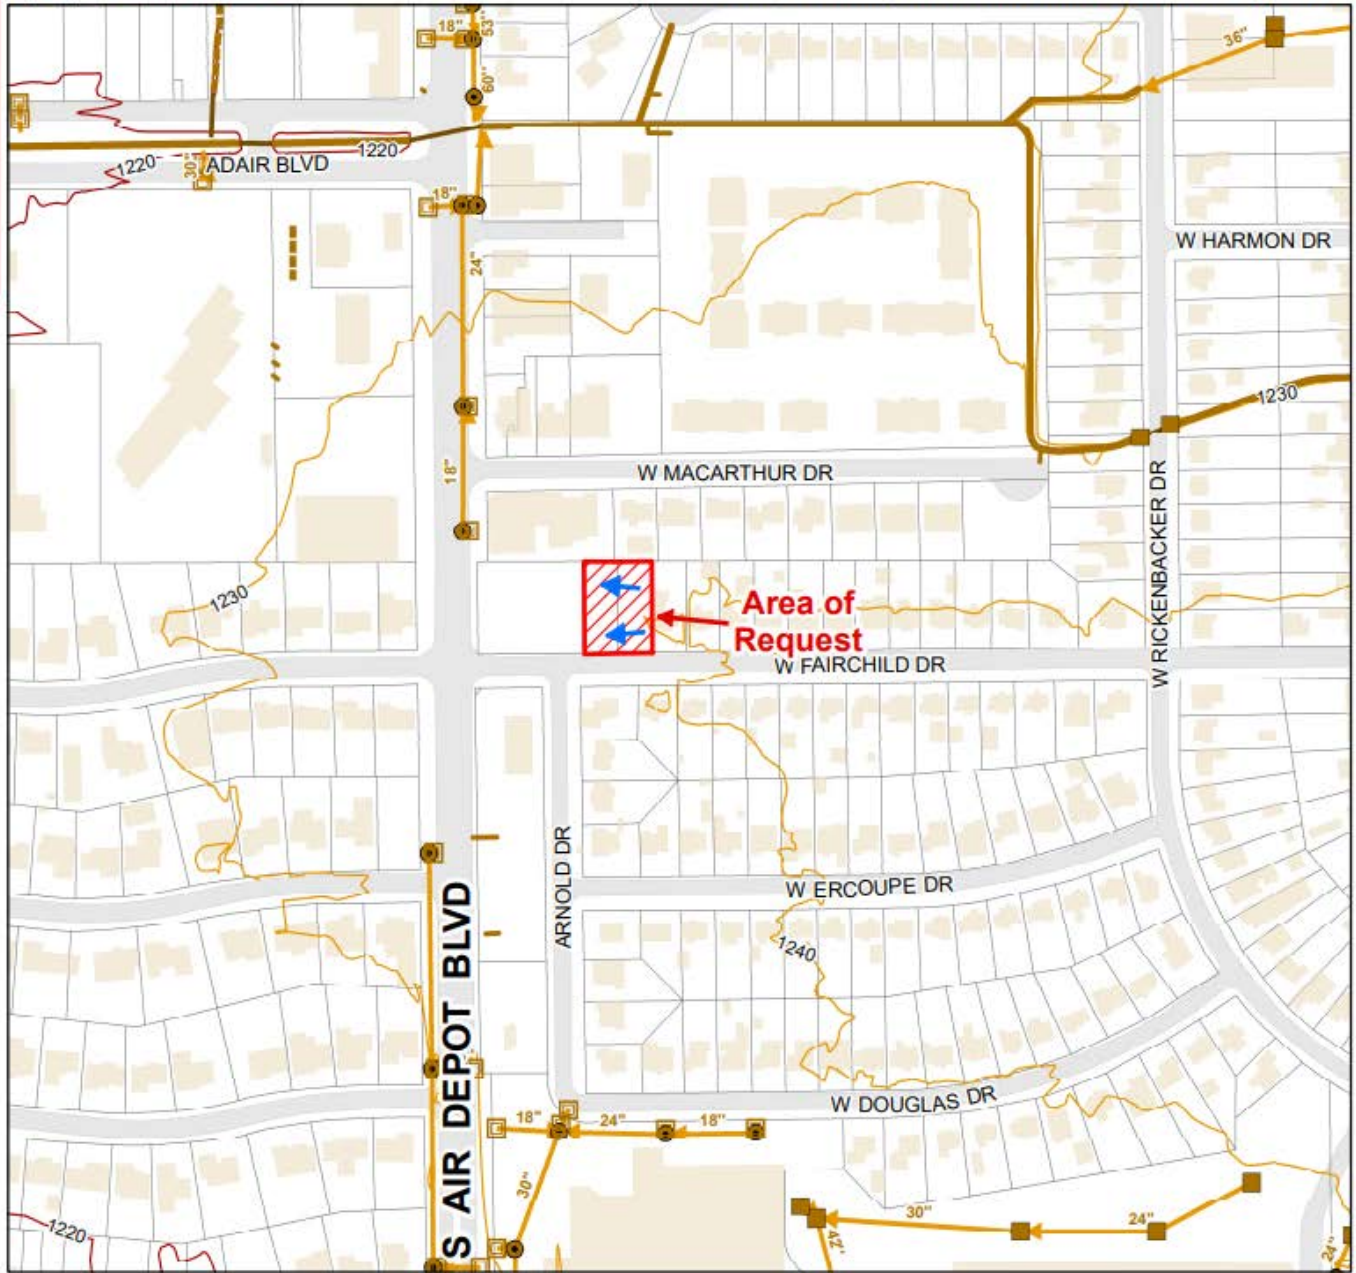 18"
53"
60"
36"
1220
30"
ADAIR BLVD
1220
18"
24"
W HARMON DR
1230
18"
W MACARTHUR DR
W RICKENBACKER DR
1230
Area of
Request
W FAIRCHILD DR
ARNOLD DR
W ERCOUPE DR
1240
S AIR DEPOT BLVD
W DOUGLAS DR
18"
24"
18"
30"
1220
30"
24"
42"
24"